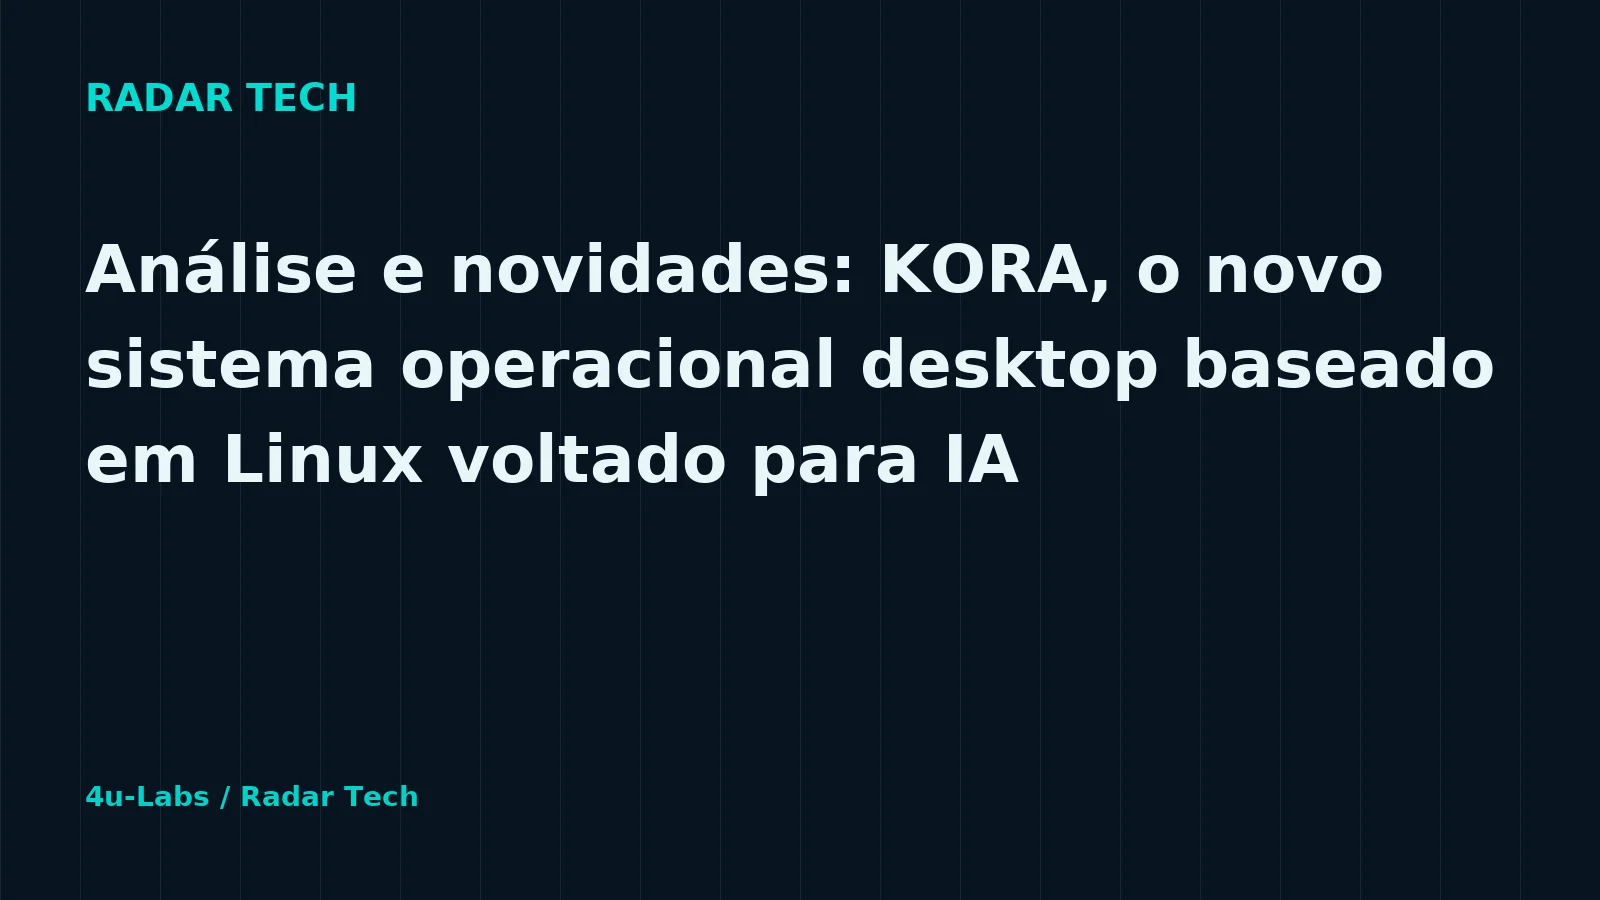 RADAR TECH
Análise e novidades: KORA, o novo
sistema operacional desktop baseado
em Linux voltado para IA
4u-Labs / Radar Tech